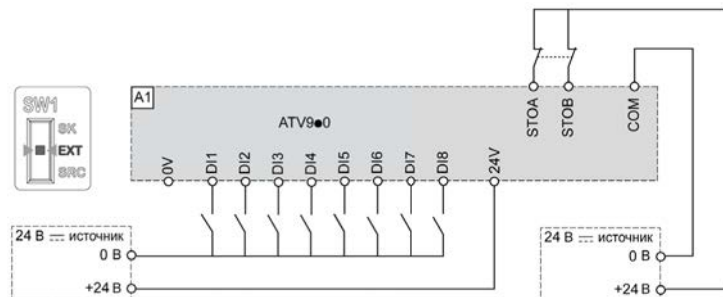 STOA
STOB
COM
SW1
SK
EXT
SRC
A1
ATV9●0
0V
DI1
DI2
DI3
DI4
DI5
DI6
DI7
DI8
24V
24 В источник
0 В
+24 В
24 В источник
0 В
+24 В